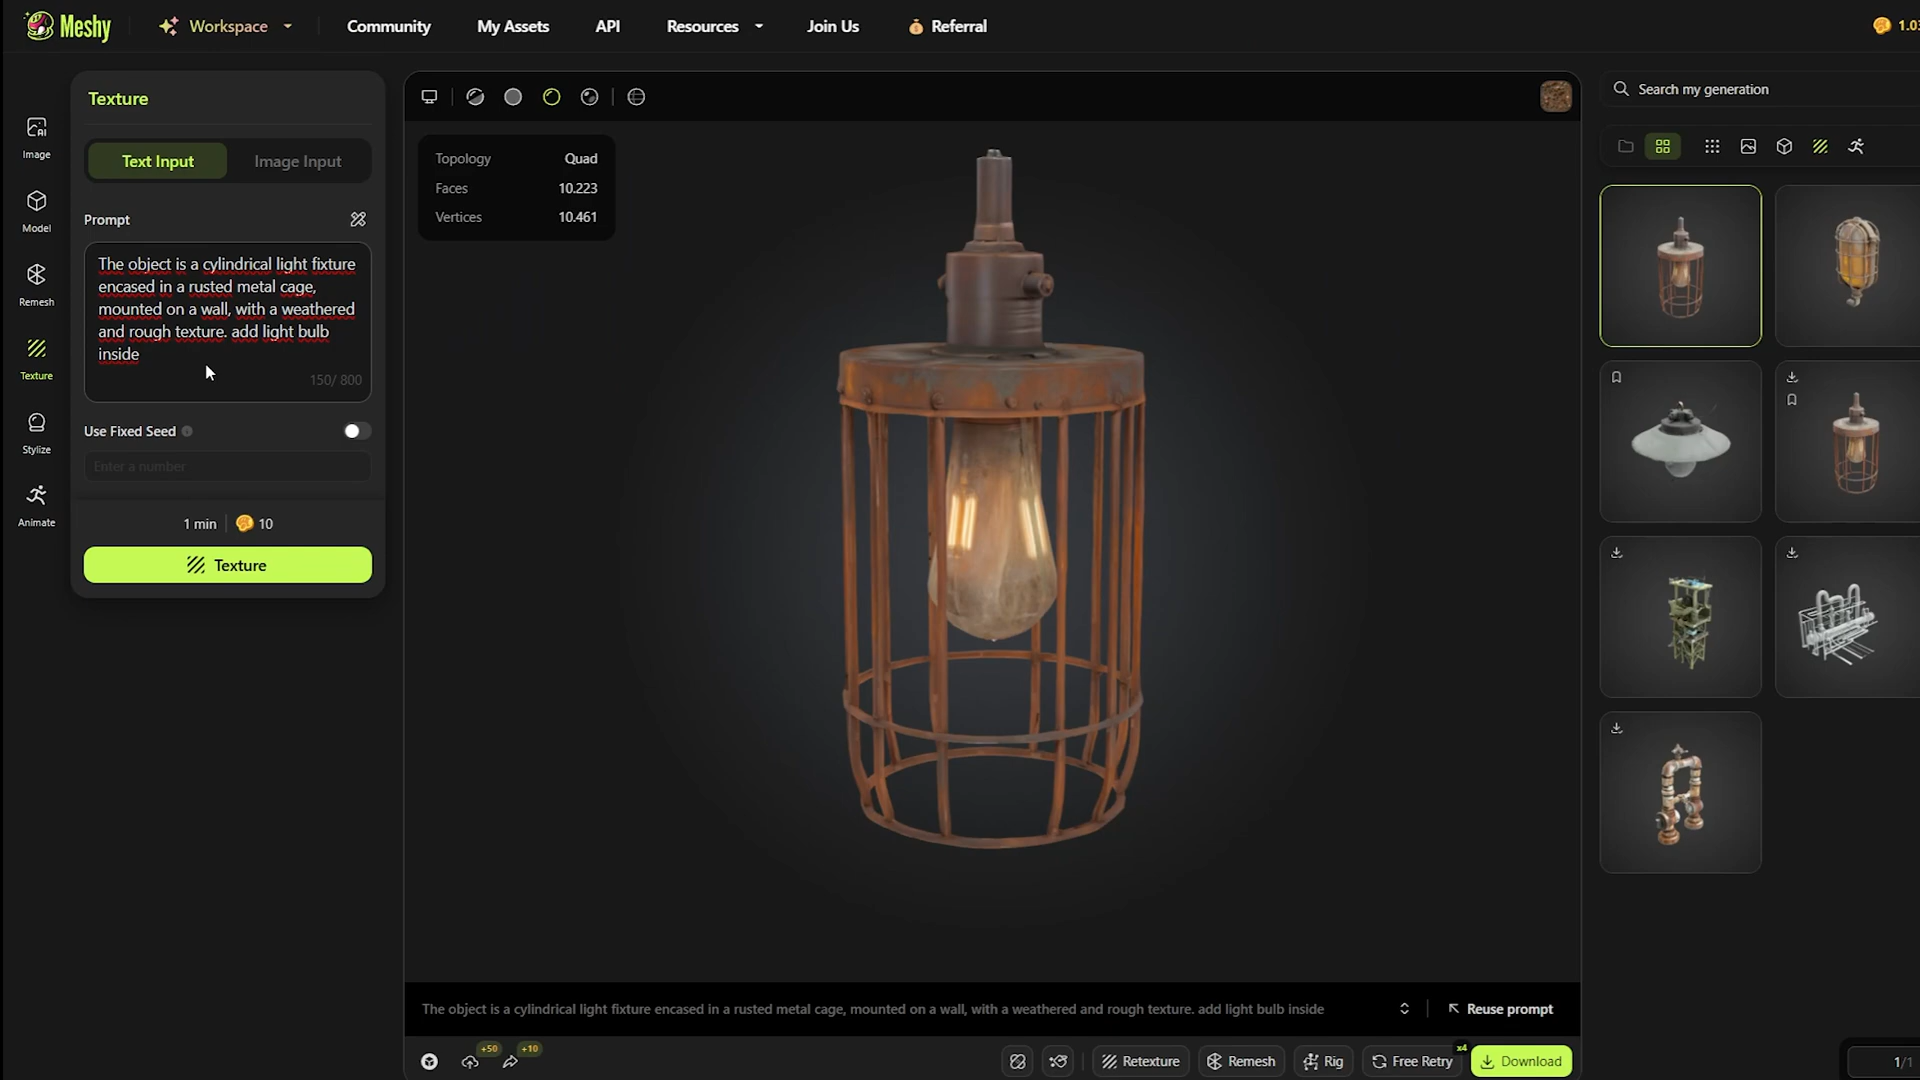 Meshy
Workspace
Community
My Assets
API
Resources
Join Us
Referral
1.03
Texture
Text Input
Image Input
Prompt
The object is a cylindrical light fixture
encased in a rusted metal cage,
mounted on a wall, with a weathered
and rough texture. add light bulb
inside
150/ 800
Use Fixed Seed
Enter a number
1 min
10
Texture
Image
Model
Remesh
Texture
Stylize
Animate
Topology Quad
Faces 10.223
Vertices 10.461
Search my generation
The object is a cylindrical light fixture encased in a rusted metal cage, mounted on a wall, with a weathered and rough texture. add light bulb inside
Reuse prompt
+50
+10
Retexture
Remesh
Rig
Free Retry
x4
Download
1/1